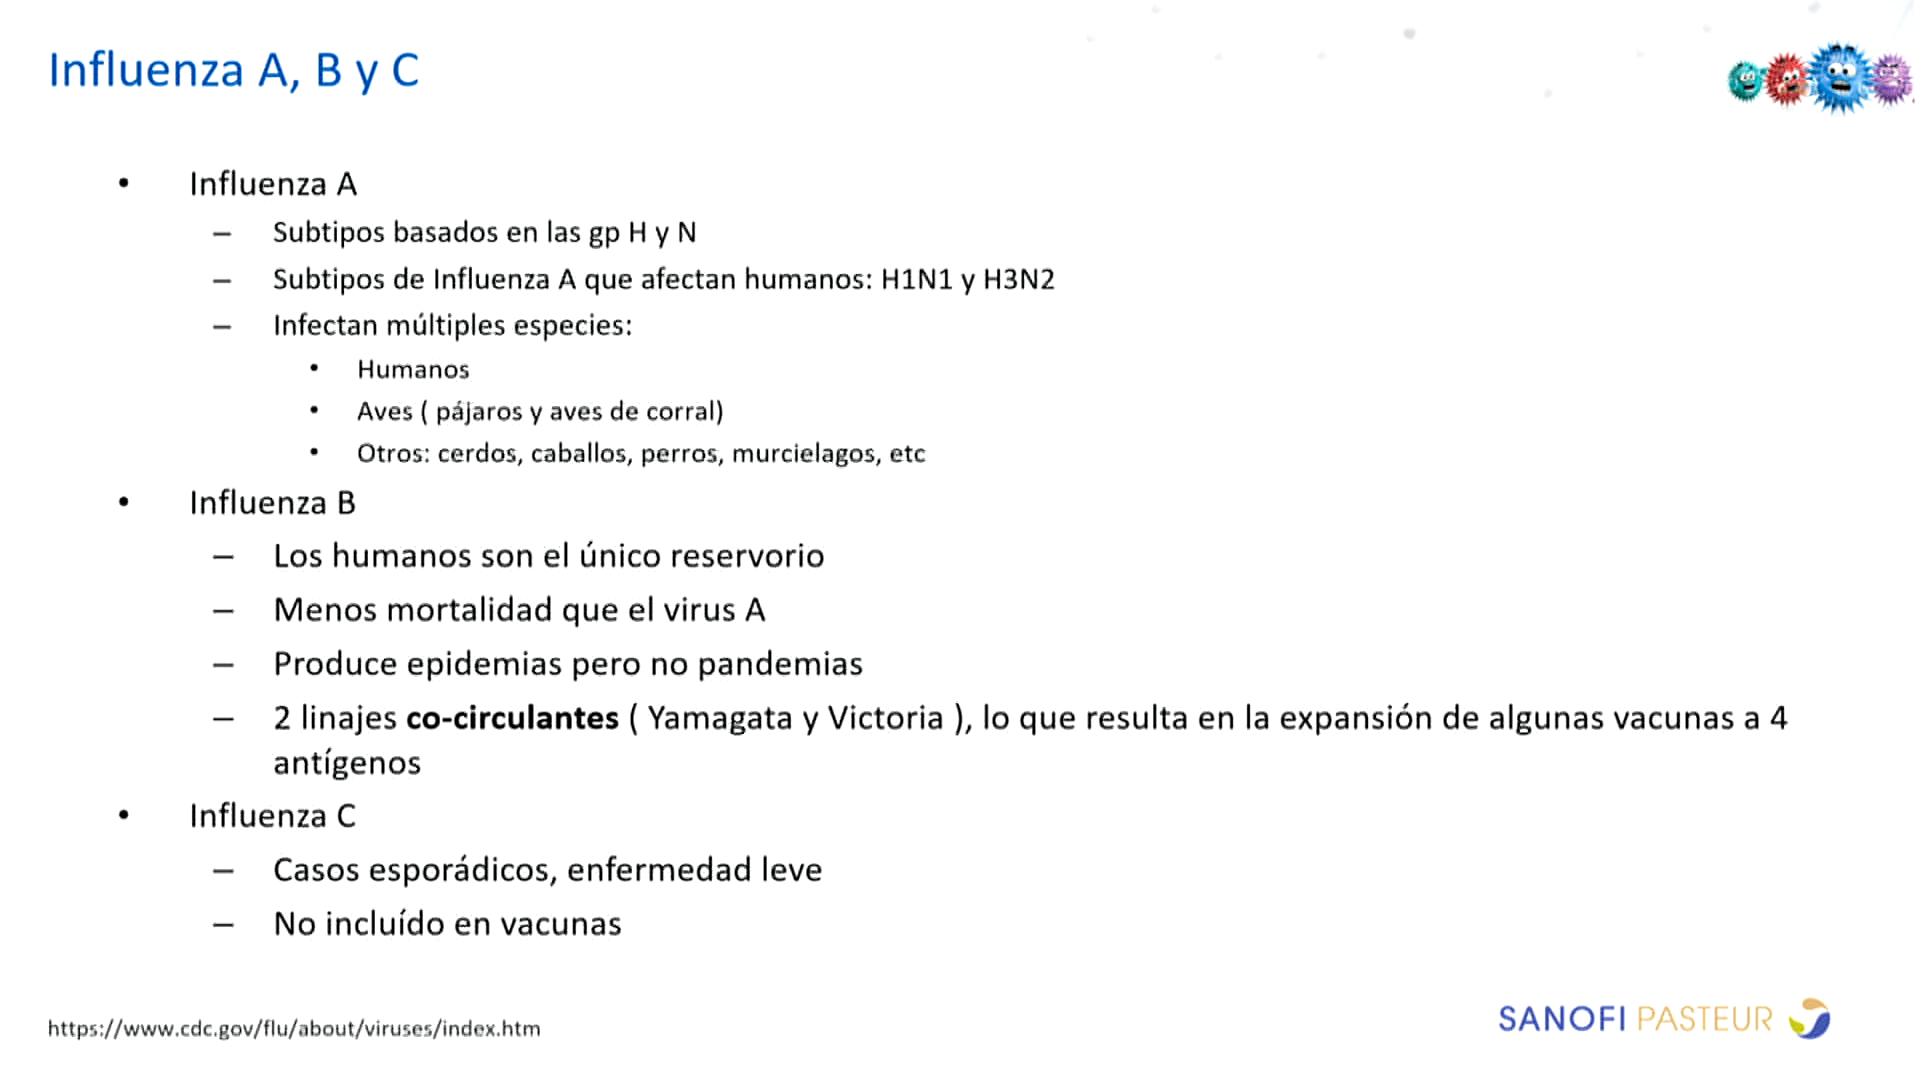 Influenza A, B y C
• Influenza A
– Subtipos basados en las gp H y N
– Subtipos de Influenza A que afectan humanos: H1N1 y H3N2
– Infectan múltiples especies:
• Humanos
• Aves ( pájaros y aves de corral)
• Otros: cerdos, caballos, perros, murcielagos, etc
• Influenza B
– Los humanos son el único reservorio
– Menos mortalidad que el virus A
– Produce epidemias pero no pandemias
– 2 linajes co-circulantes ( Yamagata y Victoria ), lo que resulta en la expansión de algunas vacunas a 4
antígenos
• Influenza C
– Casos esporádicos, enfermedad leve
– No incluído en vacunas
https://www.cdc.gov/flu/about/viruses/index.htm
SANOFI PASTEUR